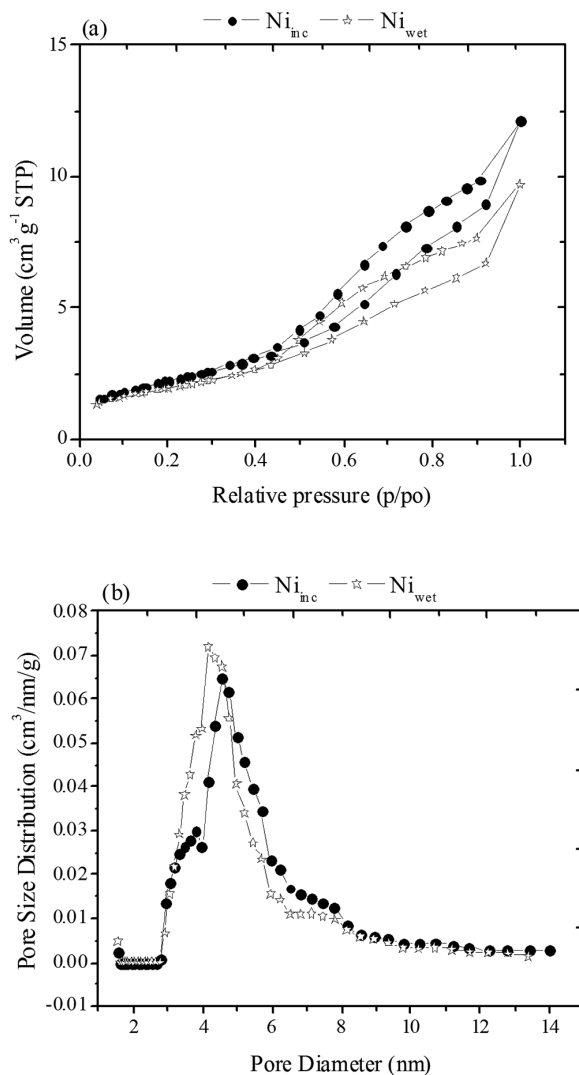 (a)
Ni_inc Ni_wet
15
10
5
0
0.0 0.2 0.4 0.6 0.8 1.0
Volume (cm³ g⁻¹ STP)
Relative pressure (p/po)
(b)
Ni_inc Ni_wet
0.08
0.07
0.06
0.05
0.04
0.03
0.02
0.01
0.00
-0.01
2 4 6 8 10 12 14
Pore Size Distribution (cm³/nm/g)
Pore Diameter (nm)